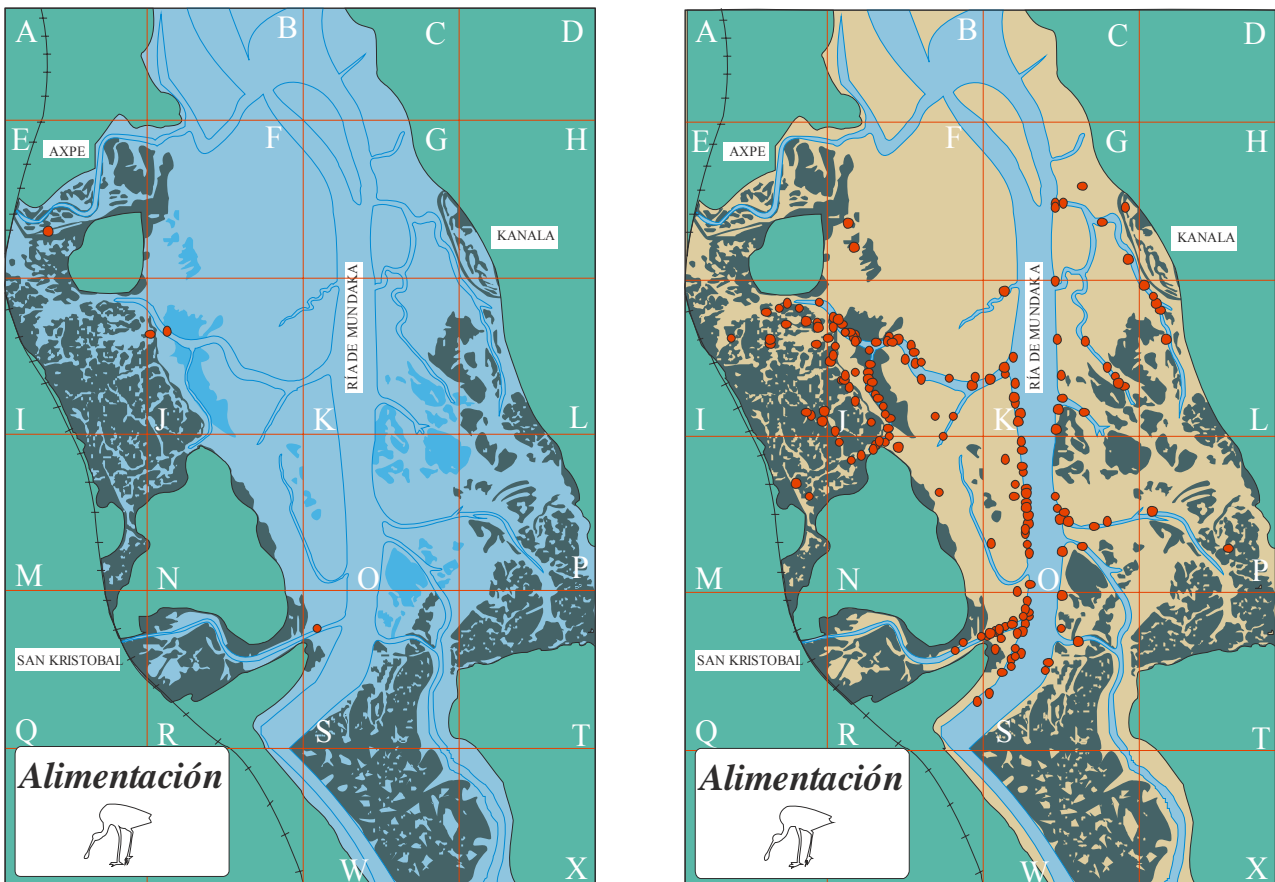 A
B
C
D
E
AXPE
F
G
H
KANALA
RÍA DE MUNDAKA
I
J
K
L
M
N
O
P
SAN KRISTOBAL
Q
R
S
T
Alimentación
W
X
A
B
C
D
E
AXPE
F
G
H
KANALA
RÍA DE MUNDAKA
I
J
K
L
M
N
O
P
SAN KRISTOBAL
Q
R
S
T
Alimentación
W
X